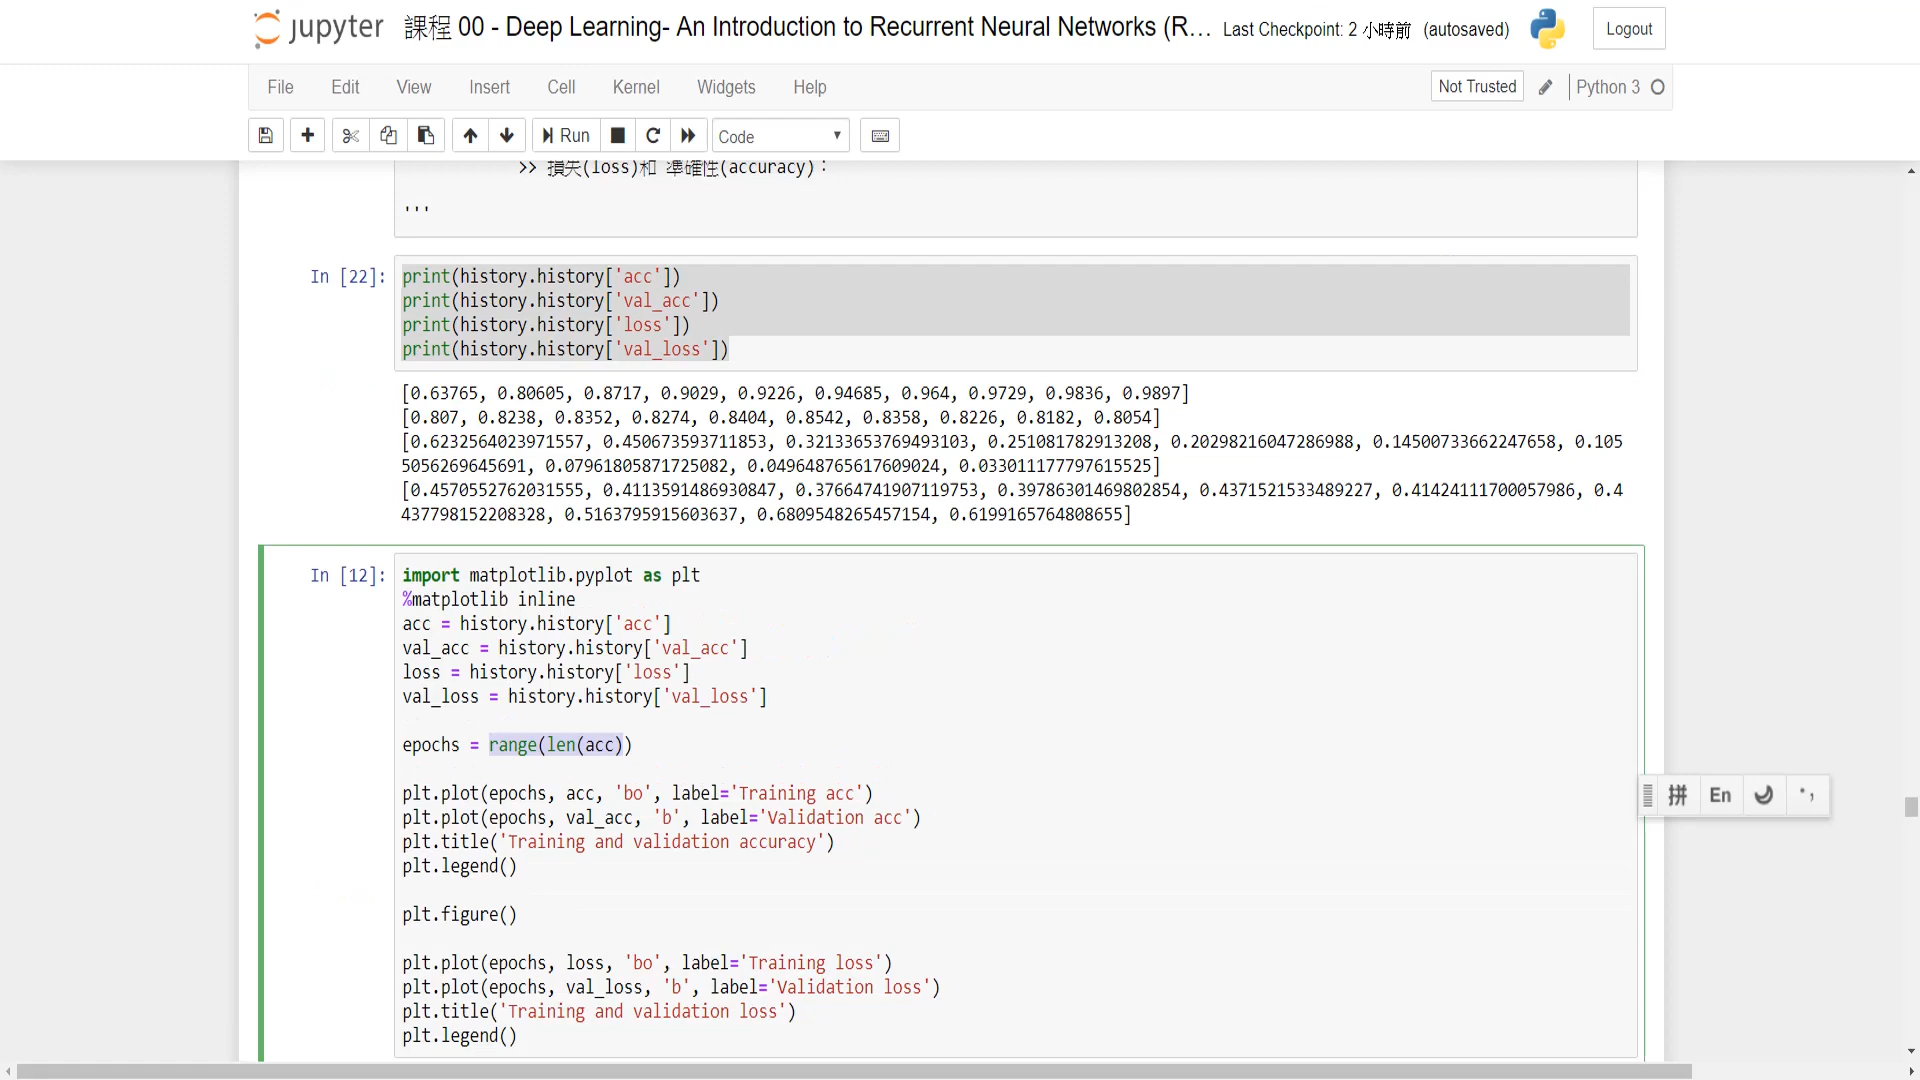 jupyter 課程 00 - Deep Learning- An Introduction to Recurrent Neural Networks (R... Last Checkpoint: 2 小時前 (autosaved) Logout
File Edit View Insert Cell Kernel Widgets Help Not Trusted Python 3
Run Code
>> 損失(loss)和 準確性(accuracy)：
'''
In [22]: print(history.history['acc'])
print(history.history['val_acc'])
print(history.history['loss'])
print(history.history['val_loss'])
[0.63765, 0.80605, 0.8717, 0.9029, 0.9226, 0.94685, 0.964, 0.9729, 0.9836, 0.9897]
[0.807, 0.8238, 0.8352, 0.8274, 0.8404, 0.8542, 0.8358, 0.8226, 0.8182, 0.8054]
[0.6232564023971557, 0.450673593711853, 0.32133653769493103, 0.251081782913208, 0.20298216047286988, 0.14500733662247658, 0.105
5056269645691, 0.07961805871725082, 0.049648765617609024, 0.033011177797615525]
[0.4570552762031555, 0.4113591486930847, 0.37664741907119753, 0.39786301469802854, 0.4371521533489227, 0.41424111700057986, 0.4
437798152208328, 0.5163795915603637, 0.6809548265457154, 0.6199165764808655]
In [12]: import matplotlib.pyplot as plt
%matplotlib inline
acc = history.history['acc']
val_acc = history.history['val_acc']
loss = history.history['loss']
val_loss = history.history['val_loss']
epochs = range(len(acc))
plt.plot(epochs, acc, 'bo', label='Training acc')
plt.plot(epochs, val_acc, 'b', label='Validation acc')
plt.title('Training and validation accuracy')
plt.legend()
plt.figure()
plt.plot(epochs, loss, 'bo', label='Training loss')
plt.plot(epochs, val_loss, 'b', label='Validation loss')
plt.title('Training and validation loss')
plt.legend()
拼 En